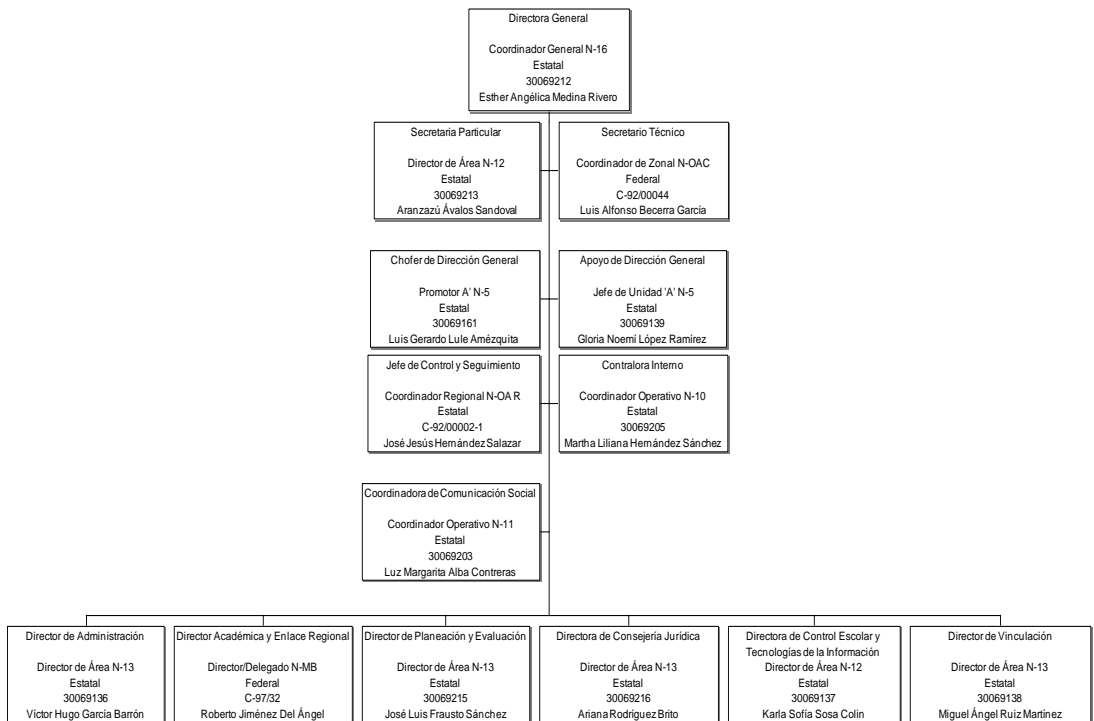 Directora General
Coordinador General N-16
Estatal
30069212
Esther Angélica Medina Rivero
Secretaria Particular
Director de Área N-12
Estatal
30069213
Aranzazú Ávalos Sandoval
Secretario Técnico
Coordinador de Zonal N-OAC
Federal
C-92/00044
Luis Alfonso Becerra García
Chofer de Dirección General
Promotor A' N-5
Estatal
30069161
Luis Gerardo Lule Amézquita
Apoyo de Dirección General
Jefe de Unidad 'A' N-5
Estatal
30069139
Gloria Noemí López Ramírez
Jefe de Control y Seguimiento
Coordinador Regional N-OA R
Estatal
C-92/00002-1
José Jesús Hernández Salazar
Contralora Interno
Coordinador Operativo N-10
Estatal
30069205
Martha Liliana Hernández Sánchez
Coordinadora de Comunicación Social
Coordinador Operativo N-11
Estatal
30069203
Luz Margarita Alba Contreras
Director de Administración
Director de Área N-13
Estatal
30069136
Víctor Hugo García Barrón
Director Académica y Enlace Regional
Director/Delegado N-MB
Federal
C-97/32
Roberto Jiménez Del Ángel
Director de Planeación y Evaluación
Director de Área N-13
Estatal
30069215
José Luis Frausto Sánchez
Directora de Consejería Jurídica
Director de Área N-13
Estatal
30069216
Ariana Rodríguez Brito
Directora de Control Escolar y
Tecnologías de la Información
Director de Área N-12
Estatal
30069137
Karla Sofía Sosa Colin
Director de Vinculación
Director de Área N-13
Estatal
30069138
Miguel Ángel Ruiz Martínez